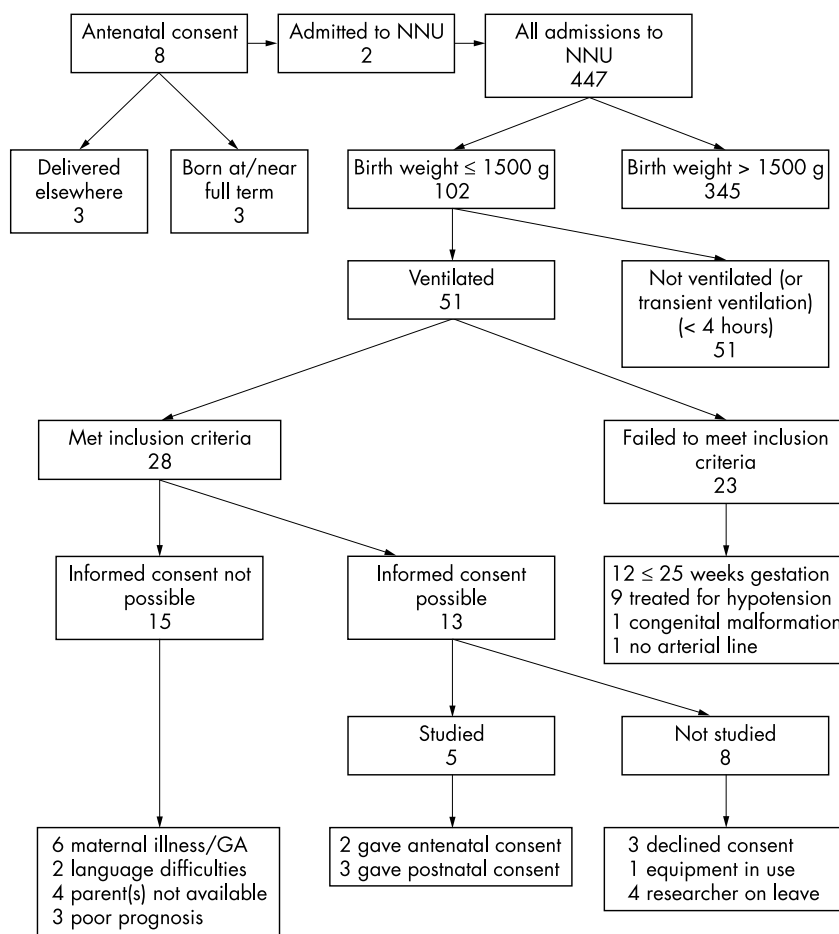 Antenatal consent
8
Admitted to NNU
2
All admissions to
NNU
447
Delivered
elsewhere
3
Born at/near
full term
3
Birth weight ≤ 1500 g
102
Birth weight > 1500 g
345
Ventilated
51
Not ventilated (or
transient ventilation)
(< 4 hours)
51
Met inclusion criteria
28
Failed to meet inclusion
criteria
23
Informed consent not
possible
15
Informed consent
possible
13
12 ≤ 25 weeks gestation
9 treated for hypotension
1 congenital malformation
1 no arterial line
Studied
5
Not studied
8
6 maternal illness/GA
2 language difficulties
4 parent(s) not available
3 poor prognosis
2 gave antenatal consent
3 gave postnatal consent
3 declined consent
1 equipment in use
4 researcher on leave